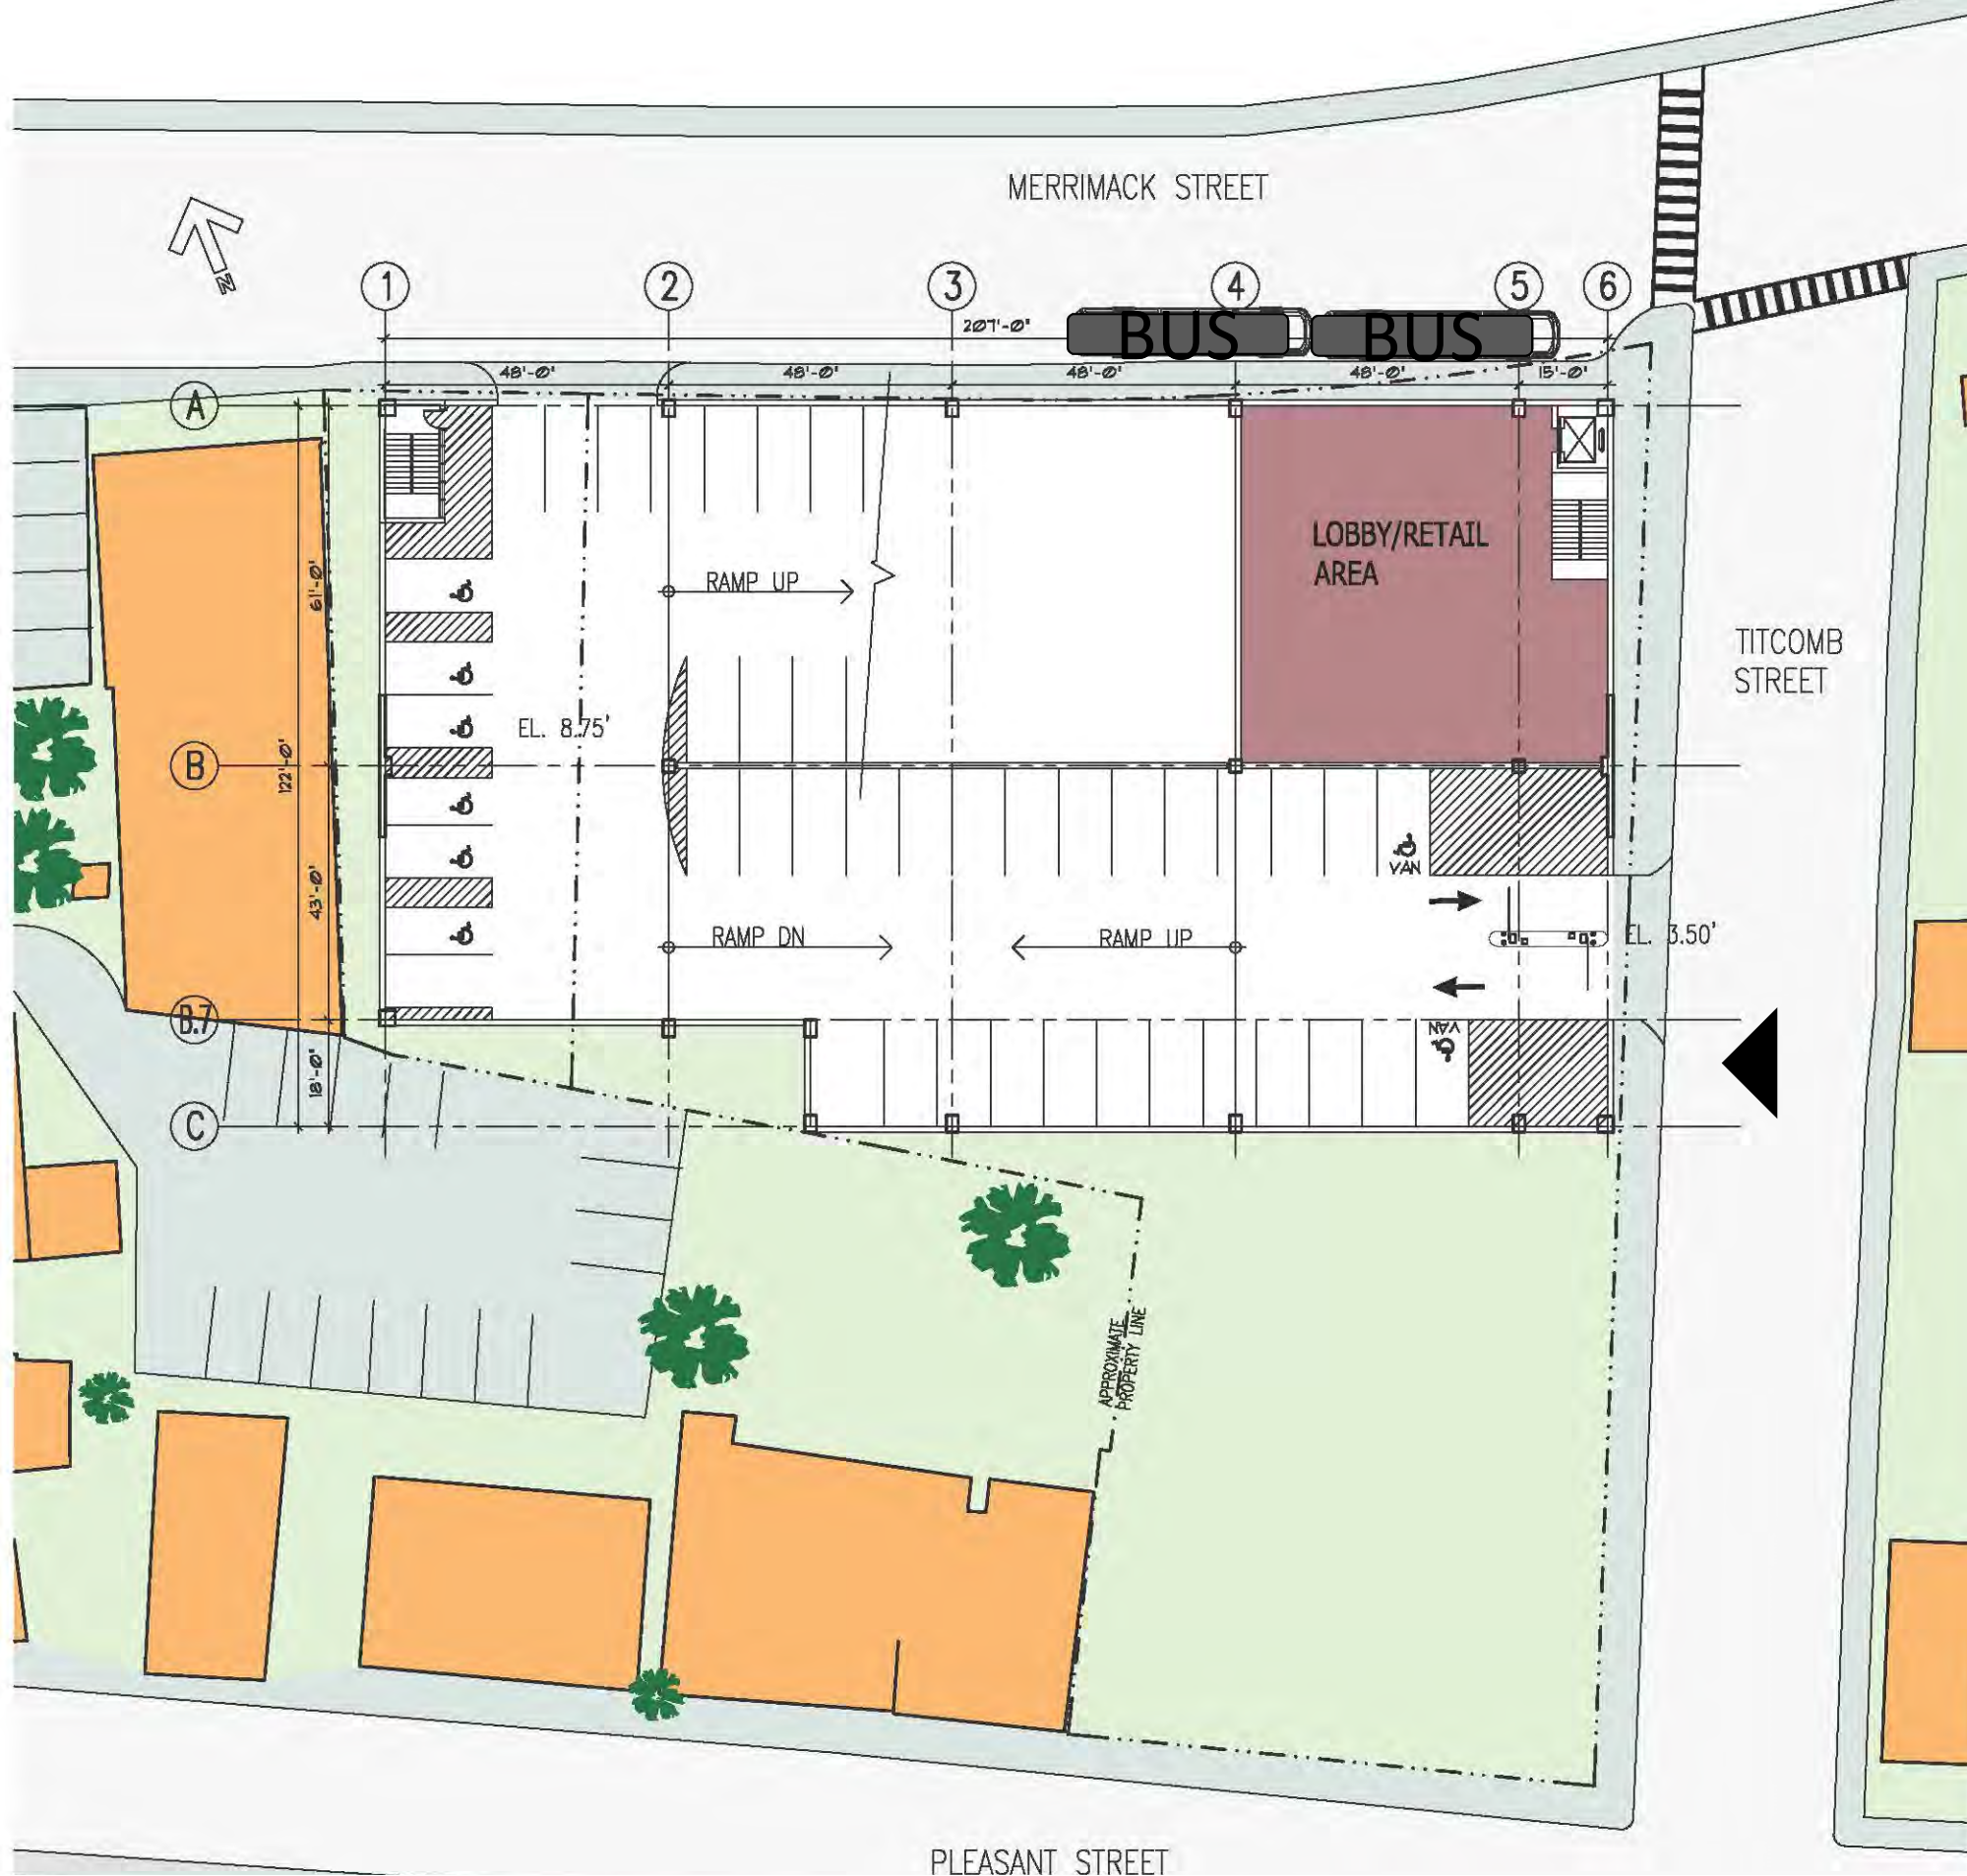 MERRIMACK STREET
N
1
2
3
4
5
6
BUS
BUS
207'-0"
48'-0"
48'-0"
48'-0"
48'-0"
15'-0"
A
LOBBY/RETAIL
AREA
61'-0"
RAMP UP
TITCOMB
STREET
EL. 8.75'
B
122'-0"
VAN
43'-0"
RAMP DN
RAMP UP
EL. 3.50'
B.7
VAN
18'-0"
C
APPROXIMATE
PROPERTY LINE
PLEASANT STREET